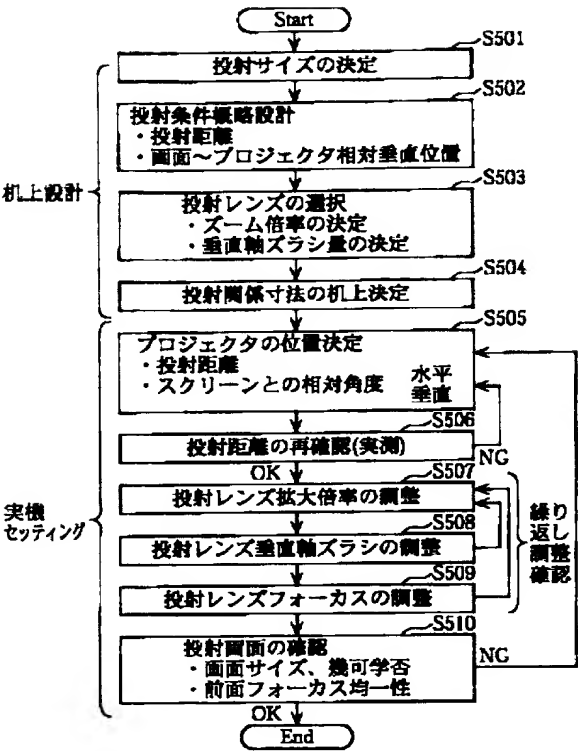 Start
S501
投射サイズの決定
S502
投射条件概略設計
・投射距離
・画面～プロジェクタ相対垂直位置
机上設計
S503
投射レンズの選択
・ズーム倍率の決定
・垂直軸ズラシ量の決定
S504
投射関係寸法の机上決定
S505
プロジェクタの位置決定
・投射距離
・スクリーンとの相対角度
水平
垂直
S506
投射距離の再確認(実測)
NG
OK
S507
投射レンズ拡大倍率の調整
実機
セッティング
S508
投射レンズ垂直軸ズラシの調整
繰り
返し
調整
確認
S509
投射レンズフォーカスの調整
S510
投射画面の確認
・画面サイズ、幾可学否
・前面フォーカス均一性
NG
OK
End